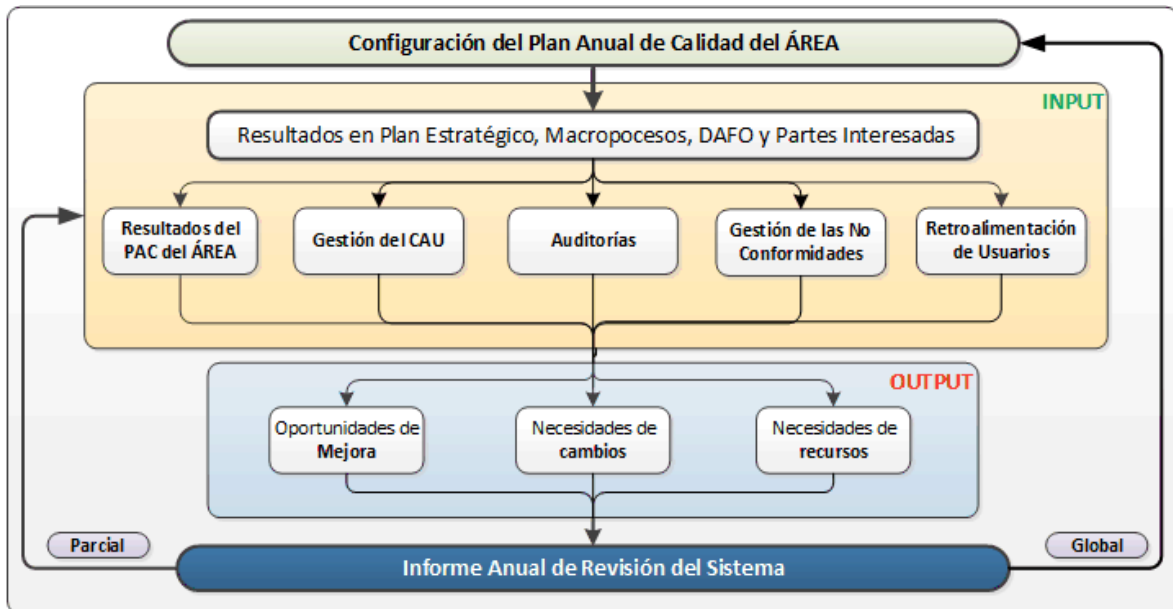 Configuración del Plan Anual de Calidad del ÁREA
INPUT
Resultados en Plan Estratégico, Macropocesos, DAFO y Partes Interesadas
Resultados del
PAC del ÁREA
Gestión del CAU
Auditorías
Gestión de las No
Conformidades
Retroalimentación
de Usuarios
OUTPUT
Oportunidades de
Mejora
Necesidades de
cambios
Necesidades de
recursos
Parcial
Global
Informe Anual de Revisión del Sistema